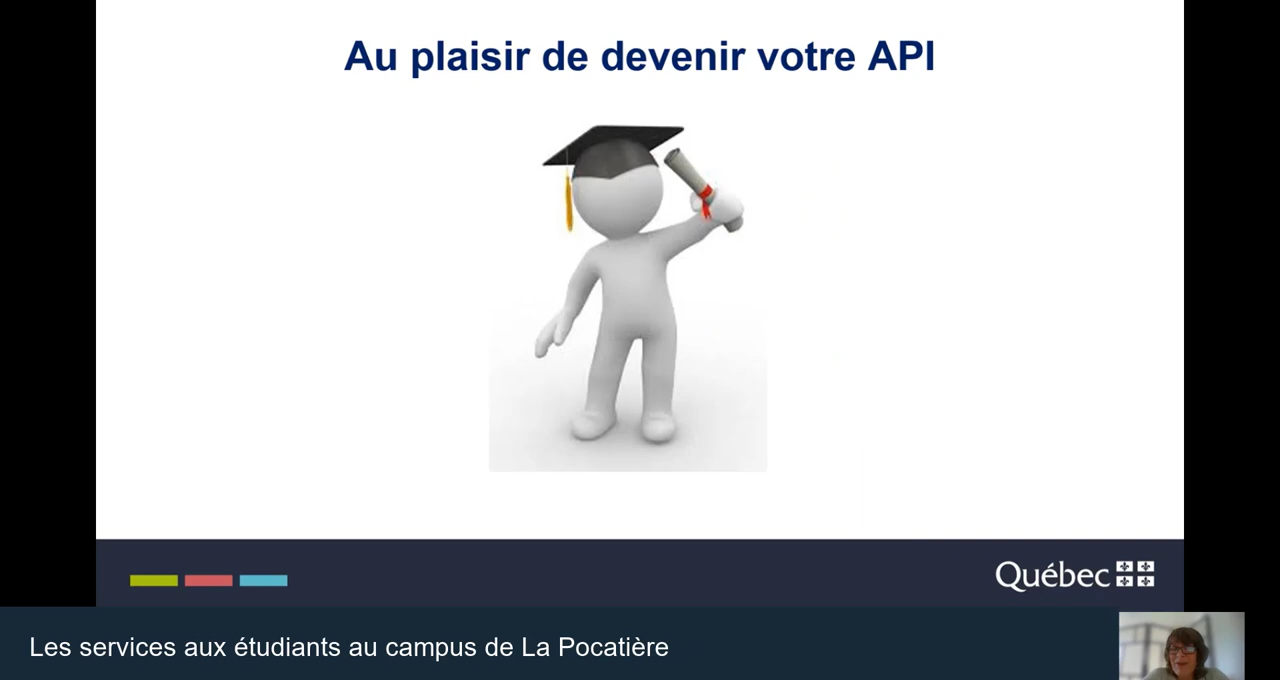 Au plaisir de devenir votre API
Québec
Les services aux étudiants au campus de La Pocatière